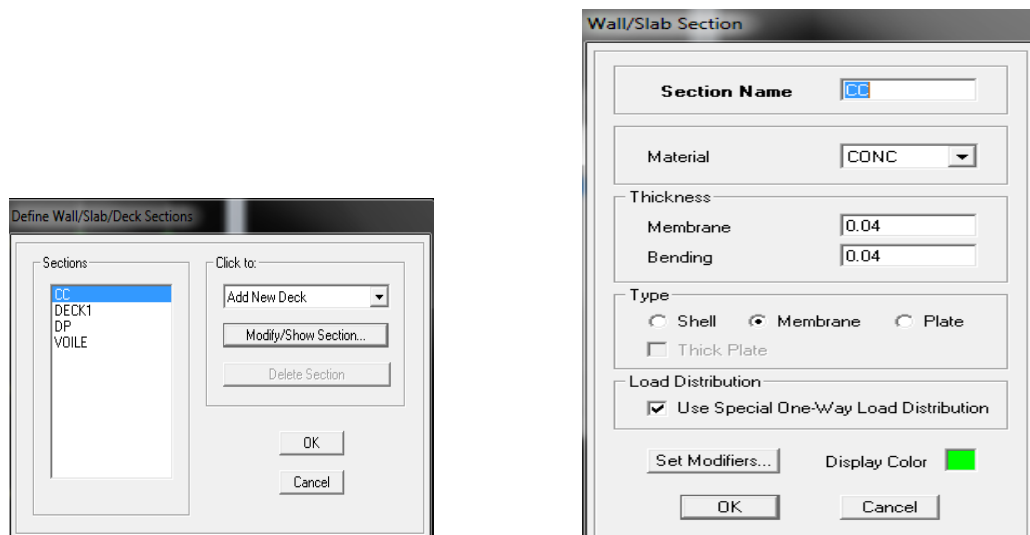 Define Wall/Slab/Deck Sections
Sections
CC
DECK1
DP
VOILE
Click to:
Add New Deck
Modify/Show Section...
Delete Section
OK
Cancel
Wall/Slab Section
Section Name CC
Material CONC
Thickness
Membrane 0.04
Bending 0.04
Type
Shell Membrane Plate
Thick Plate
Load Distribution
Use Special One-Way Load Distribution
Set Modifiers... Display Color
OK Cancel